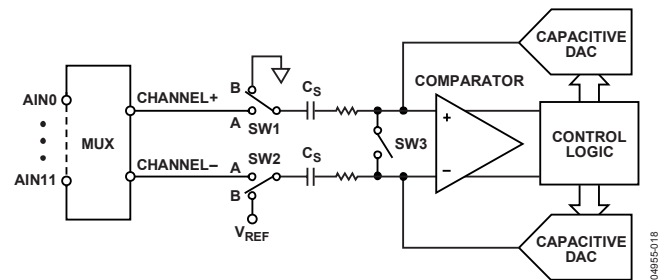 CAPACITIVE
DAC
B
CHANNEL+
CS
COMPARATOR
AIN0
A
SW1
+
MUX
SW3
CONTROL
LOGIC
CHANNEL–
A
SW2
CS
–
AIN11
B
VREF
CAPACITIVE
DAC
04955-018